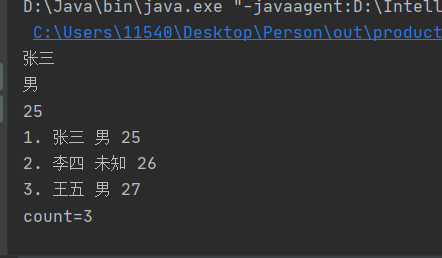 D:\Java\bin\java.exe "-javaagent:D:\Intell
C:\Users\11540\Desktop\Person\out\product
张三
男
25
1. 张三 男 25
2. 李四 未知 26
3. 王五 男 27
count=3